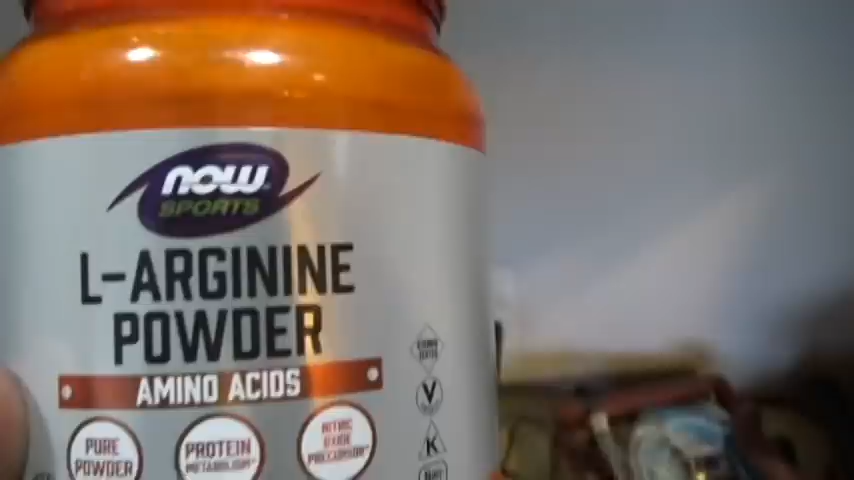 NOW
SPORTS
L-ARGININE
POWDER
AMINO ACIDS
PURE
POWDER
PROTEIN
METABOLISM*
NITRIC
OXIDE
PRECURSOR*
V
K